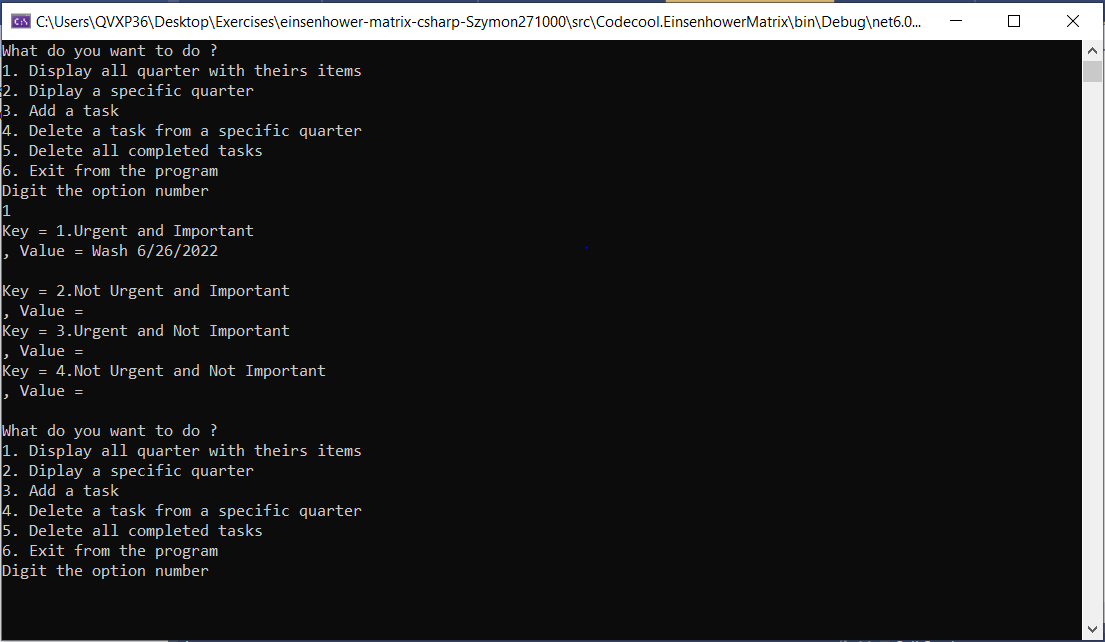 C:\Users\QVXP36\Desktop\Exercises\einsenhower-matrix-csharp-Szymon271000\src\Codecool.EinsenhowerMatrix\bin\Debug\net6.0...
What do you want to do ?
1. Display all quarter with theirs items
2. Diplay a specific quarter
3. Add a task
4. Delete a task from a specific quarter
5. Delete all completed tasks
6. Exit from the program
Digit the option number
1
Key = 1.Urgent and Important
, Value = Wash 6/26/2022
Key = 2.Not Urgent and Important
, Value =
Key = 3.Urgent and Not Important
, Value =
Key = 4.Not Urgent and Not Important
, Value =
What do you want to do ?
1. Display all quarter with theirs items
2. Diplay a specific quarter
3. Add a task
4. Delete a task from a specific quarter
5. Delete all completed tasks
6. Exit from the program
Digit the option number